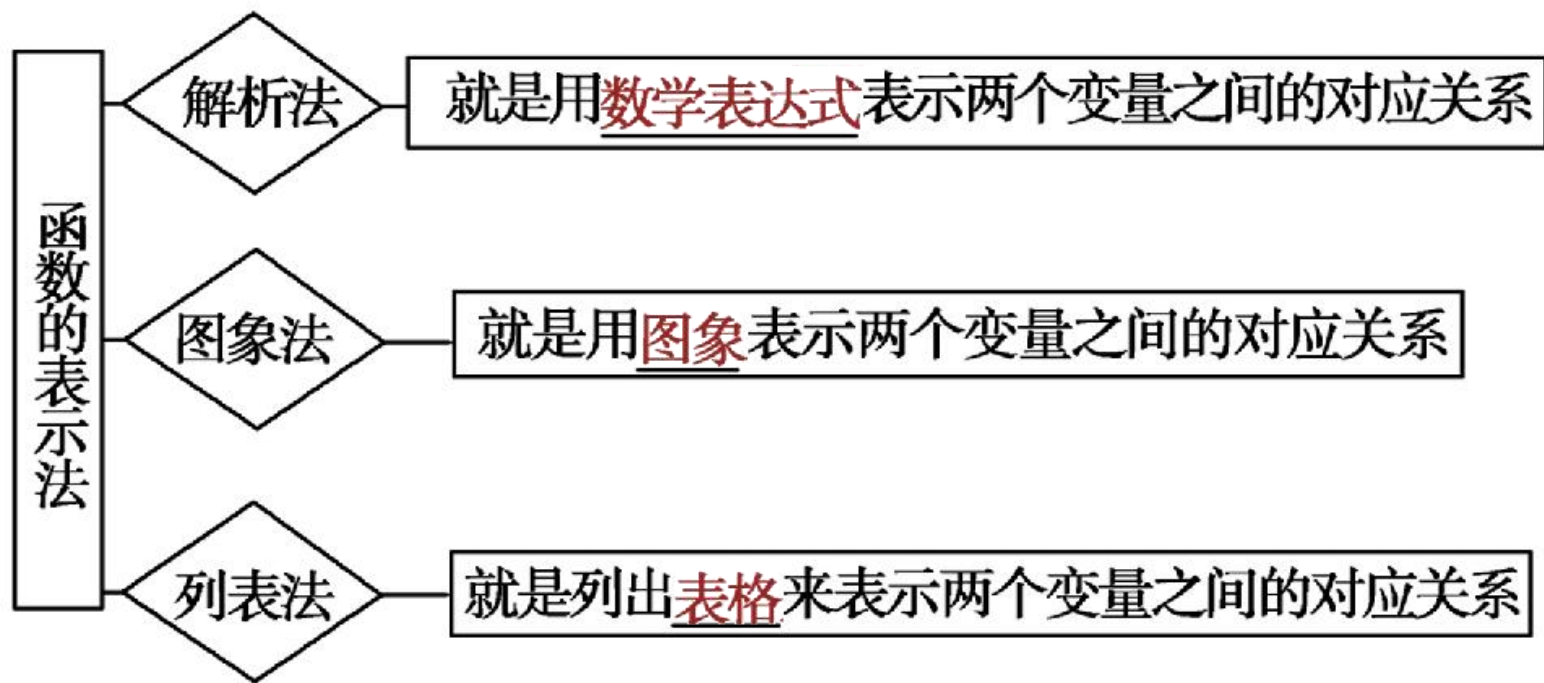 函数的表示法
解析法
就是用数学表达式表示两个变量之间的对应关系
图象法
就是用图象表示两个变量之间的对应关系
列表法
就是列出表格来表示两个变量之间的对应关系